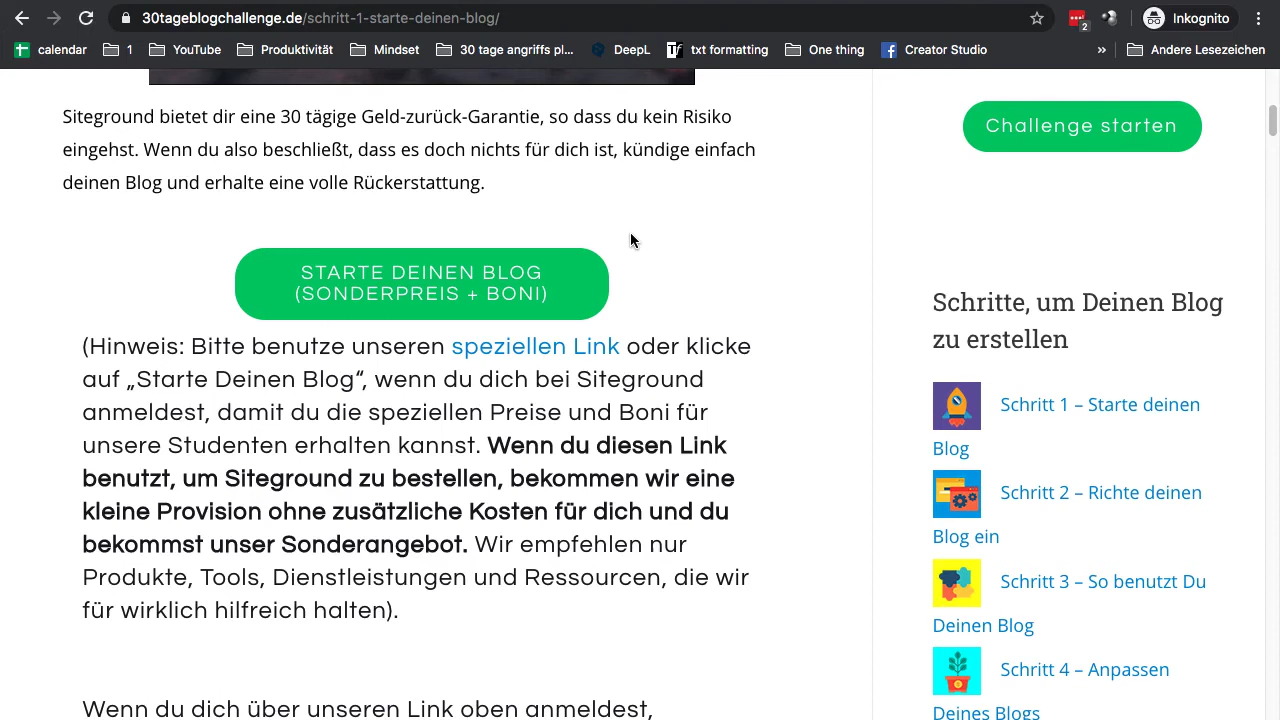 30tageblogchallenge.de/schritt-1-starte-deinen-blog/
2
Inkognito
calendar
1
YouTube
Produktivität
Mindset
30 tage angriffs pl...
DeepL
Tf
txt formatting
One thing
Creator Studio
»
Andere Lesezeichen
Siteground bietet dir eine 30 tägige Geld-zurück-Garantie, so dass du kein Risiko
eingehst. Wenn du also beschließt, dass es doch nichts für dich ist, kündige einfach
deinen Blog und erhalte eine volle Rückerstattung.
STARTE DEINEN BLOG
(SONDERPREIS + BONI)
(Hinweis: Bitte benutze unseren speziellen Link oder klicke
auf „Starte Deinen Blog“, wenn du dich bei Siteground
anmeldest, damit du die speziellen Preise und Boni für
unsere Studenten erhalten kannst. Wenn du diesen Link
benutzt, um Siteground zu bestellen, bekommen wir eine
kleine Provision ohne zusätzliche Kosten für dich und du
bekommst unser Sonderangebot. Wir empfehlen nur
Produkte, Tools, Dienstleistungen und Ressourcen, die wir
für wirklich hilfreich halten).
Wenn du dich über unseren Link oben anmeldest,
Challenge starten
Schritte, um Deinen Blog
zu erstellen
Schritt 1 – Starte deinen
Blog
Schritt 2 – Richte deinen
Blog ein
Schritt 3 – So benutzt Du
Deinen Blog
Schritt 4 – Anpassen
Deines Blogs